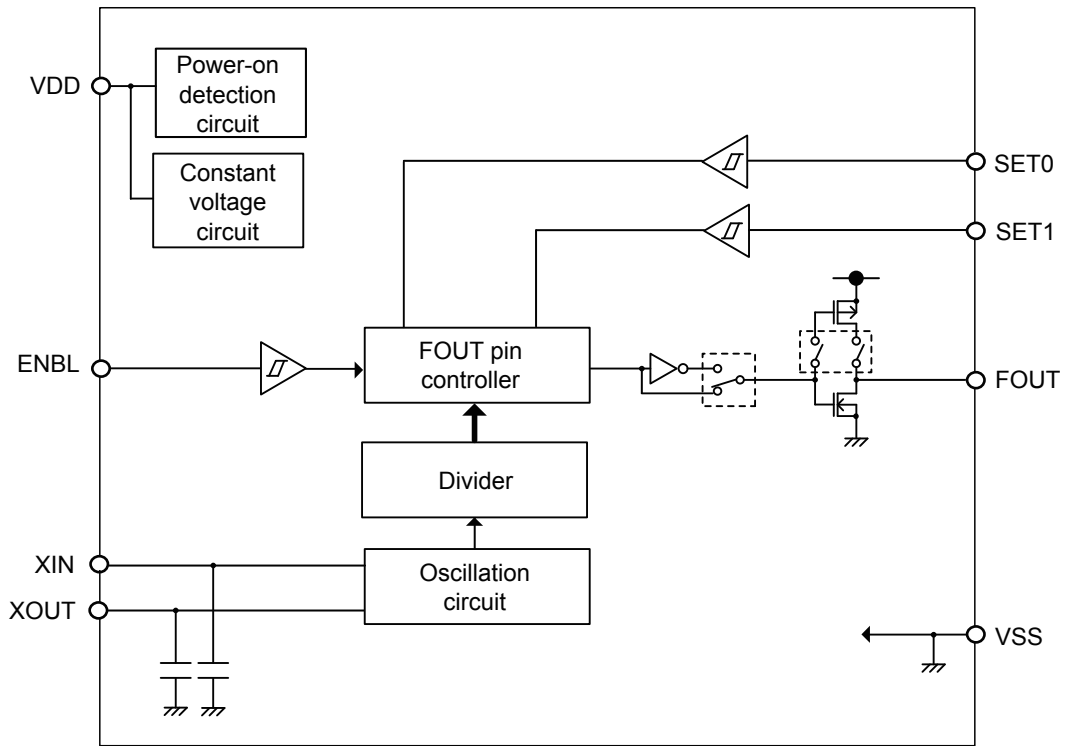 VDD
Power-on
detection
circuit
Constant
voltage
circuit
SET0
SET1
ENBL
FOUT pin
controller
FOUT
Divider
XIN
XOUT
Oscillation
circuit
VSS